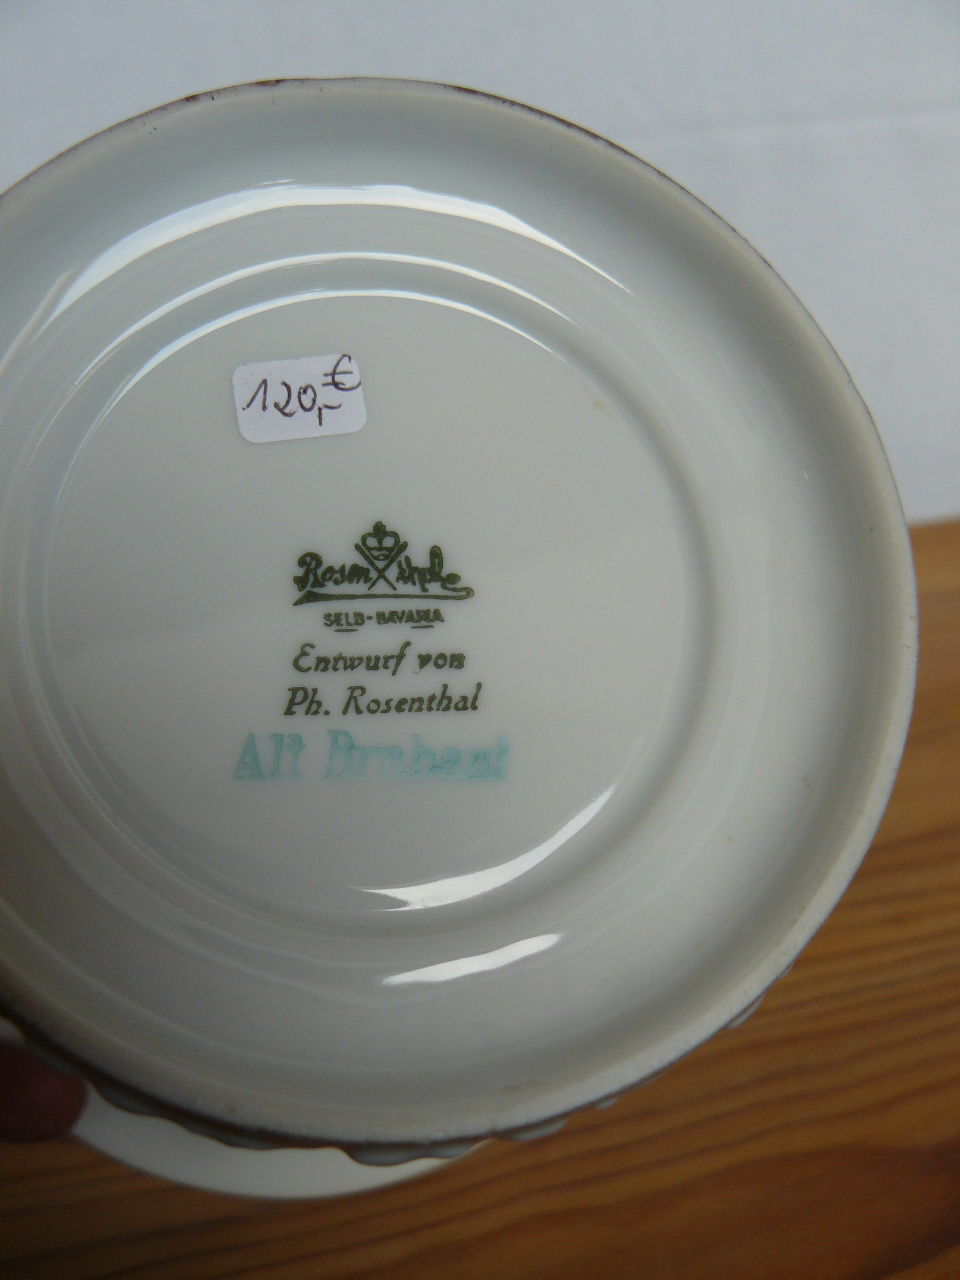 120,- €
Rosenthal
SELB-BAVARIA
Entwurf von
Ph. Rosenthal
Alt Brabant